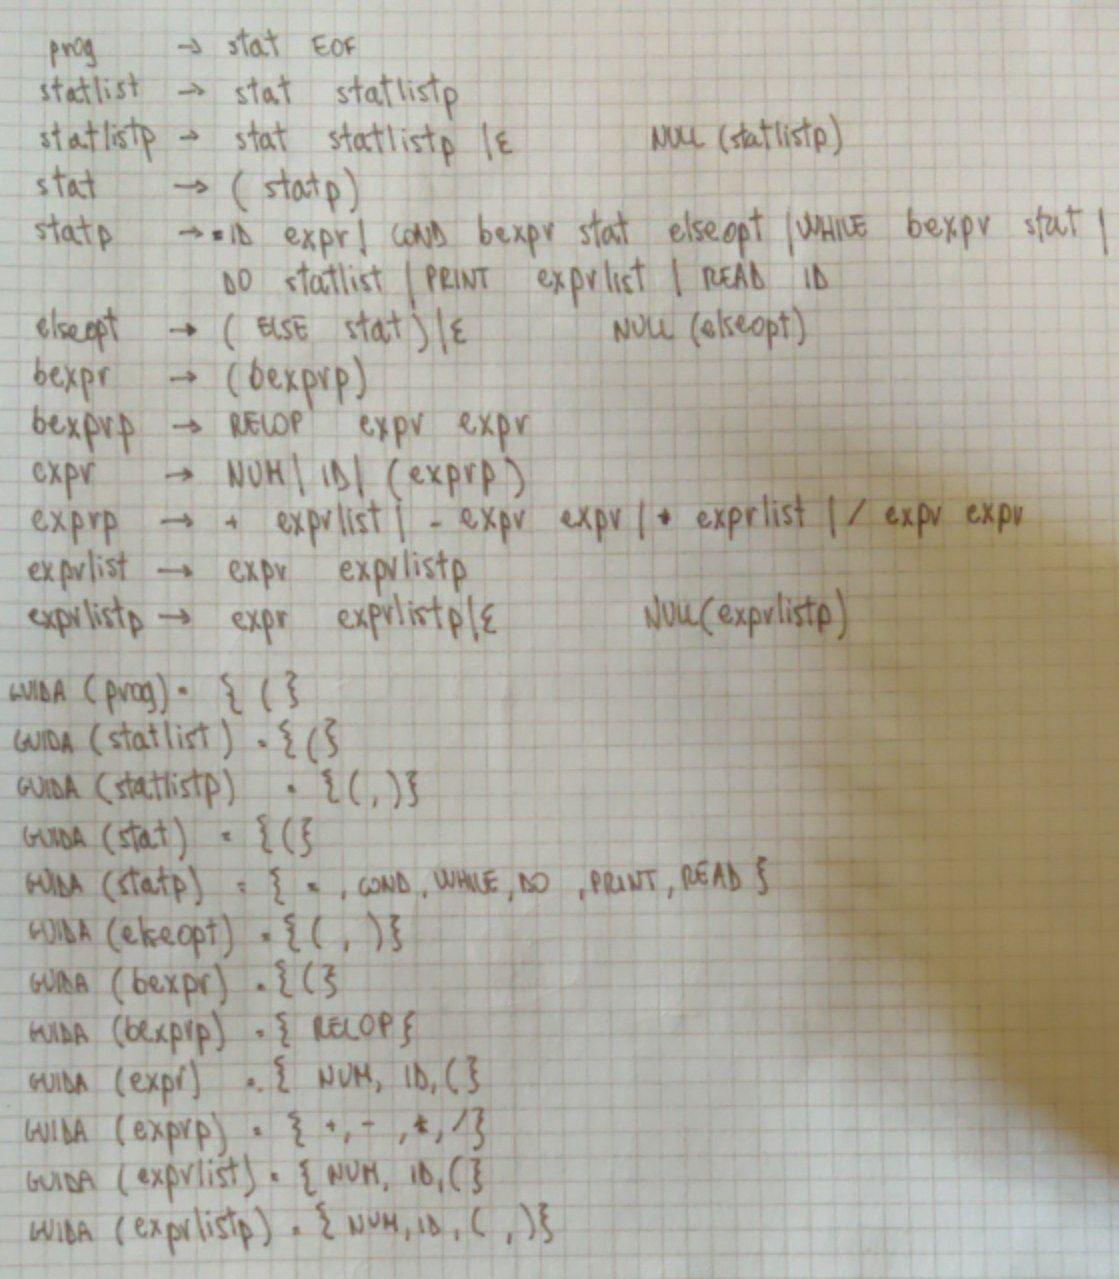 prog → stat EOF
statlist → stat statlistp
statlistp → stat statlistp | ε NULL (statlistp)
stat → ( statp )
statp → = ID expr | COND bexpr stat elseopt | WHILE bexpr stat |
DO statlist | PRINT exprlist | READ ID
elseopt → ( ELSE stat ) | ε NULL (elseopt)
bexpr → (bexprp)
bexprp → RELOP expr expr
expr → NUM | ID | (exprp)
exprp → + exprlist | - expr expr | * exprlist | / expr expr
exprlist → expr exprlistp
exprlistp → expr exprlistp | ε NULL (exprlistp)
GUIDA (prog) = { ( }
GUIDA (statlist) = { ( }
GUIDA (statlistp) = { ( , ) }
GUIDA (stat) = { ( }
GUIDA (statp) = { = , COND, WHILE, DO , PRINT, READ }
GUIDA (elseopt) = { ( , ) }
GUIDA (bexpr) = { ( }
GUIDA (bexprp) = { RELOP }
GUIDA (expr) = { NUM, ID, ( }
GUIDA (exprp) = { +, - , *, / }
GUIDA (exprlist) = { NUM, ID, ( }
GUIDA (exprlistp) = { NUM, ID, ( , ) }